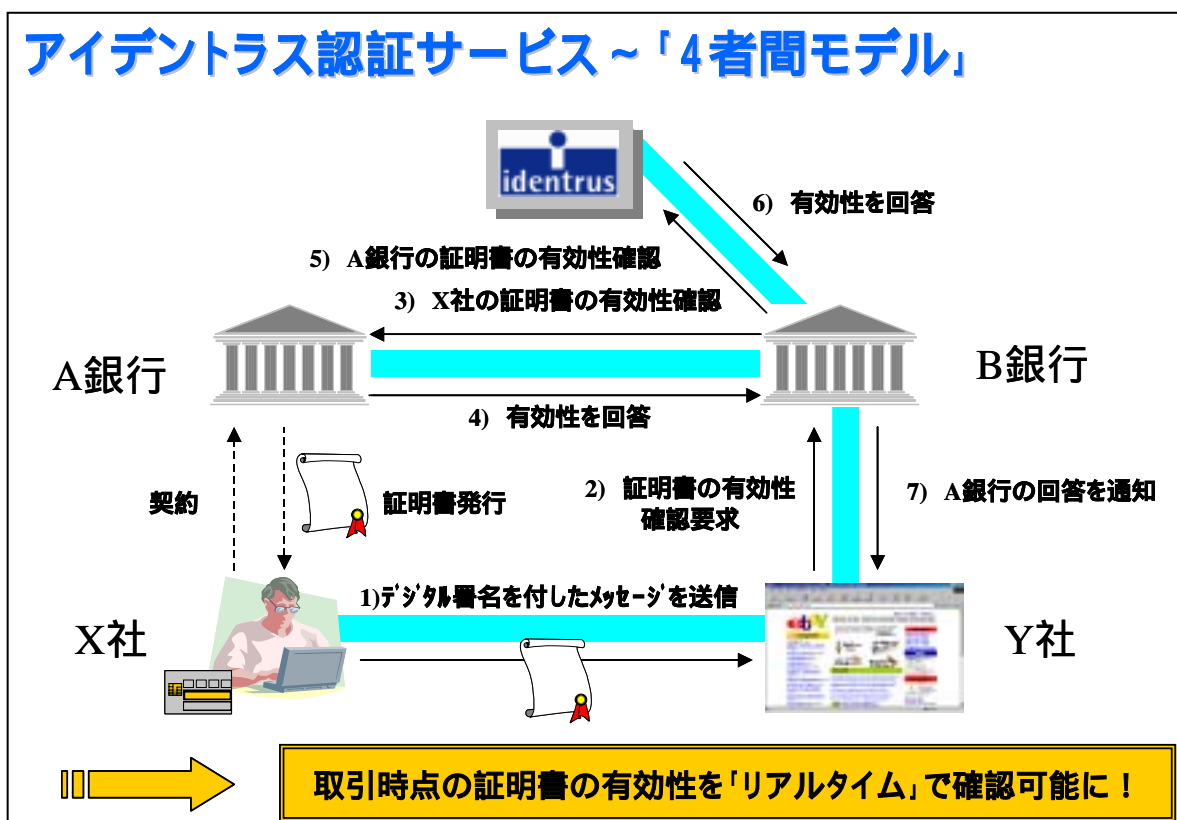 アイデントラス認証サービス～「4者間モデル」
identrus
6) 有効性を回答
5) A銀行の証明書の有効性確認
3) X社の証明書の有効性確認
A銀行
B銀行
4) 有効性を回答
契約
証明書発行
2) 証明書の有効性
確認要求
7) A銀行の回答を通知
1)ﾃﾞｼﾞﾀﾙ署名を付したﾒｯｾｰｼﾞを送信
X社
ebY
Y社
取引時点の証明書の有効性を「リアルタイム」で確認可能に！